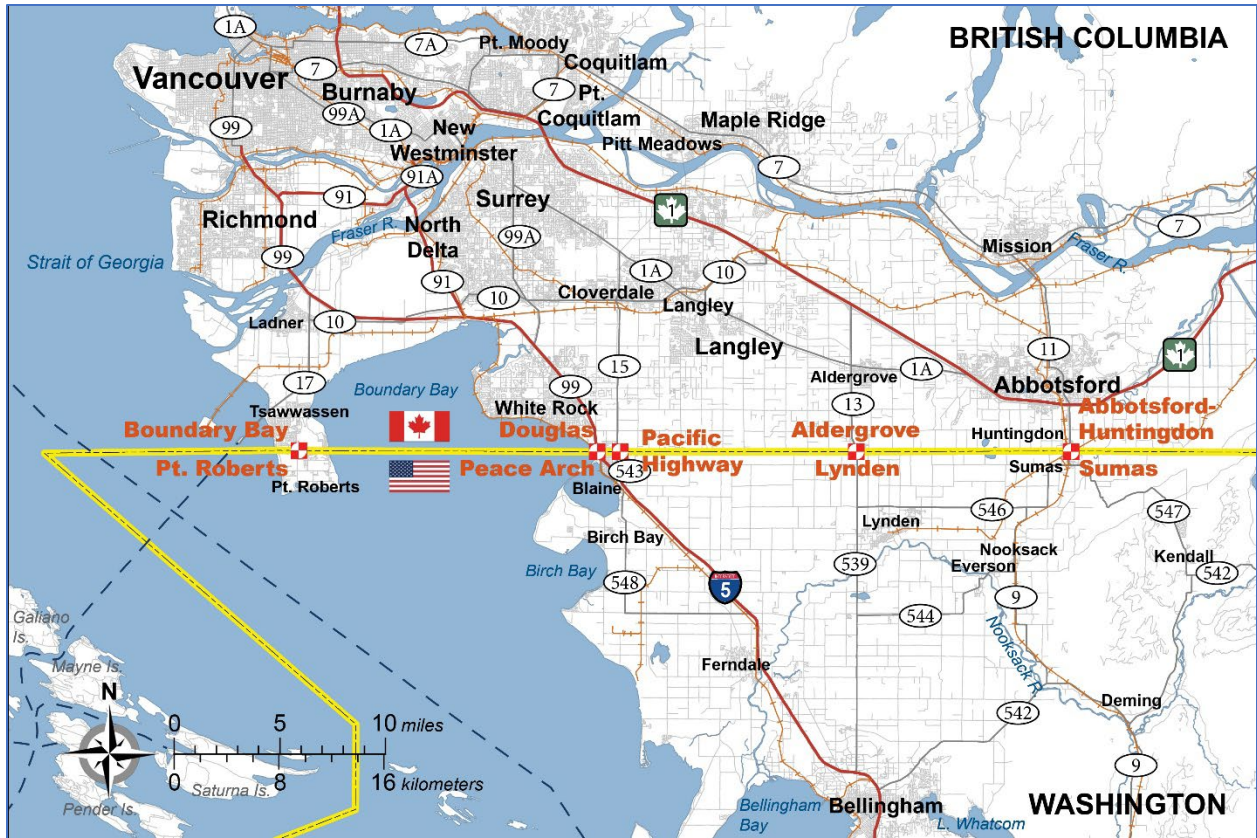 BRITISH COLUMBIA
1A
7A
Pt. Moody
Coquitlam
Vancouver
7
Burnaby
7
Pt.
Coquitlam
99A
1A
99
New
Westminster
Maple Ridge
Pitt Meadows
7
91A
91
Richmond
Surrey
1
Fraser R.
North
Delta
99A
Mission
Fraser R.
7
Strait of Georgia
99
91
1A
10
10
Cloverdale
Langley
Ladner
10
Langley
11
1
15
Aldergrove
1A
Abbotsford
17
Boundary Bay
99
13
Tsawwassen
White Rock
Boundary Bay
Douglas
Pacific
Highway
Aldergrove
Huntingdon
Abbotsford-
Huntingdon
Pt. Roberts
Peace Arch
Lynden
Sumas
Sumas
Pt. Roberts
543
Blaine
Lynden
546
547
Birch Bay
Nooksack
Everson
Kendall
Birch Bay
548
INTERSTATE
5
539
542
9
544
Nooksack R.
Galiano
Is.
Mayne Is.
Ferndale
N
Deming
0
5
10 miles
542
0
8
16 kilometers
Saturna Is.
Pender Is.
9
Bellingham
Bay
Bellingham
L. Whatcom
WASHINGTON